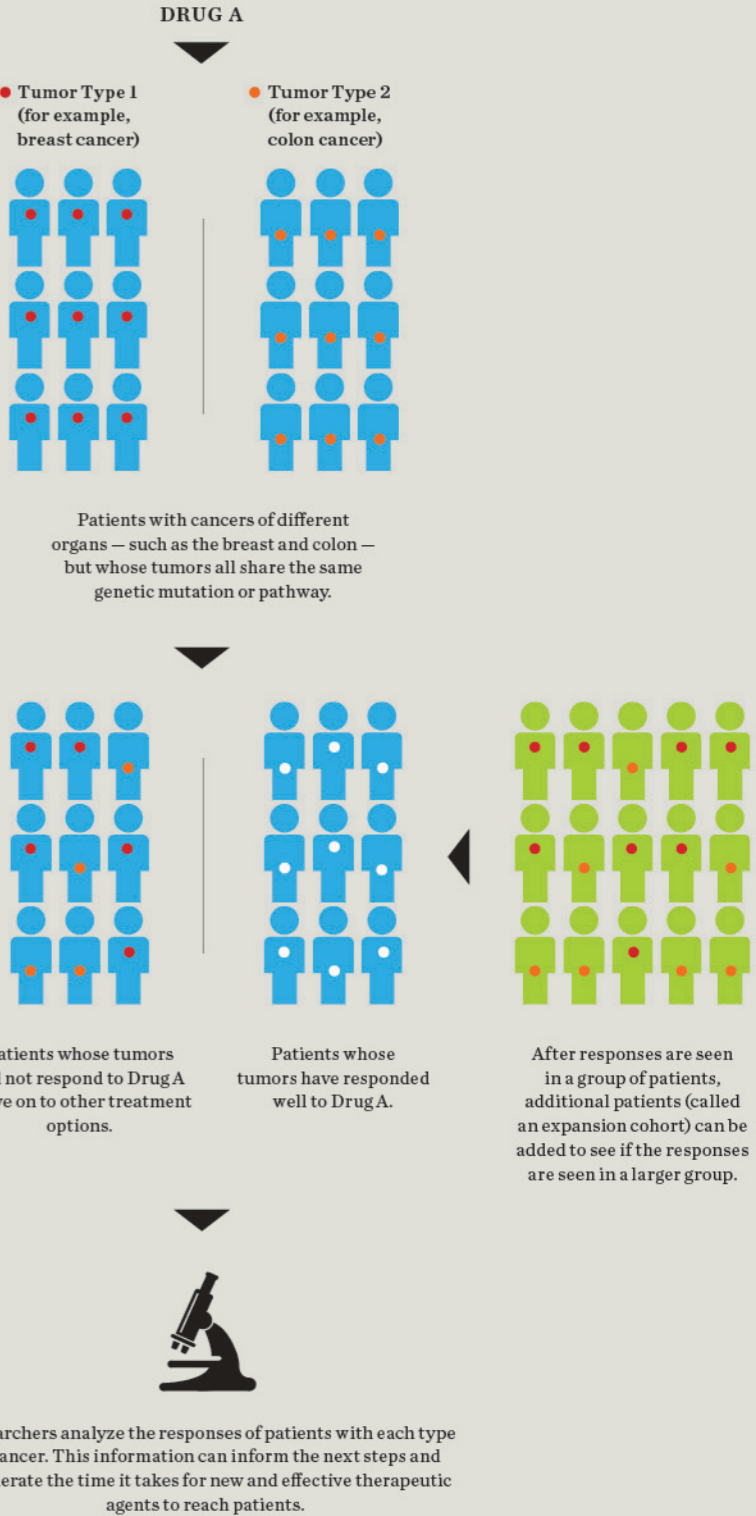 DRUG A
Tumor Type 1
(for example,
breast cancer)
Tumor Type 2
(for example,
colon cancer)
Patients with cancers of different
organs — such as the breast and colon —
but whose tumors all share the same
genetic mutation or pathway.
atients whose tumors
not respond to Drug A
ve on to other treatment
options.
Patients whose
tumors have responded
well to Drug A.
After responses are seen
in a group of patients,
additional patients (called
an expansion cohort) can be
added to see if the responses
are seen in a larger group.
archers analyze the responses of patients with each type
ancer. This information can inform the next steps and
erate the time it takes for new and effective therapeutic
agents to reach patients.